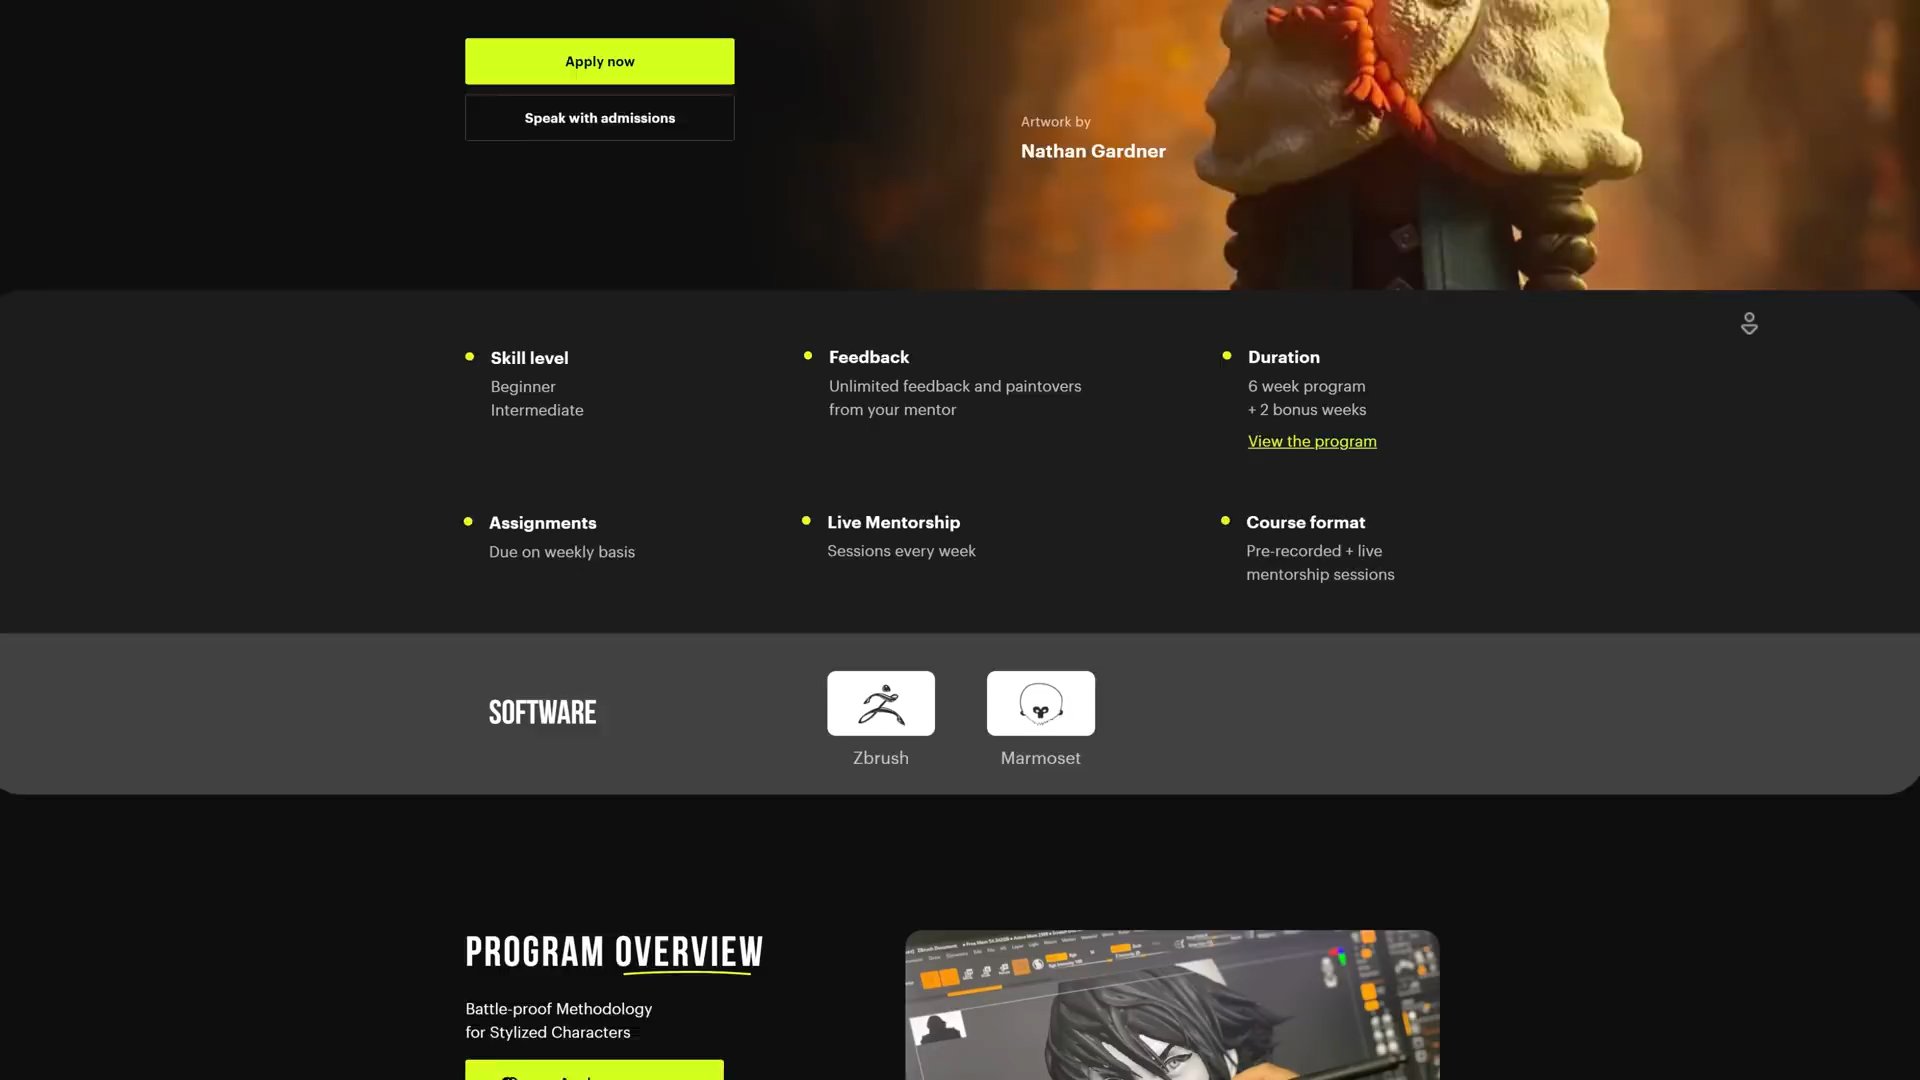 Apply now
Speak with admissions
Artwork by
Nathan Gardner
Skill level
Beginner
Intermediate
Feedback
Unlimited feedback and paintovers
from your mentor
Duration
6 week program
+ 2 bonus weeks
View the program
Assignments
Due on weekly basis
Live Mentorship
Sessions every week
Course format
Pre-recorded + live
mentorship sessions
SOFTWARE
Zbrush
Marmoset
PROGRAM OVERVIEW
Battle-proof Methodology
for Stylized Characters